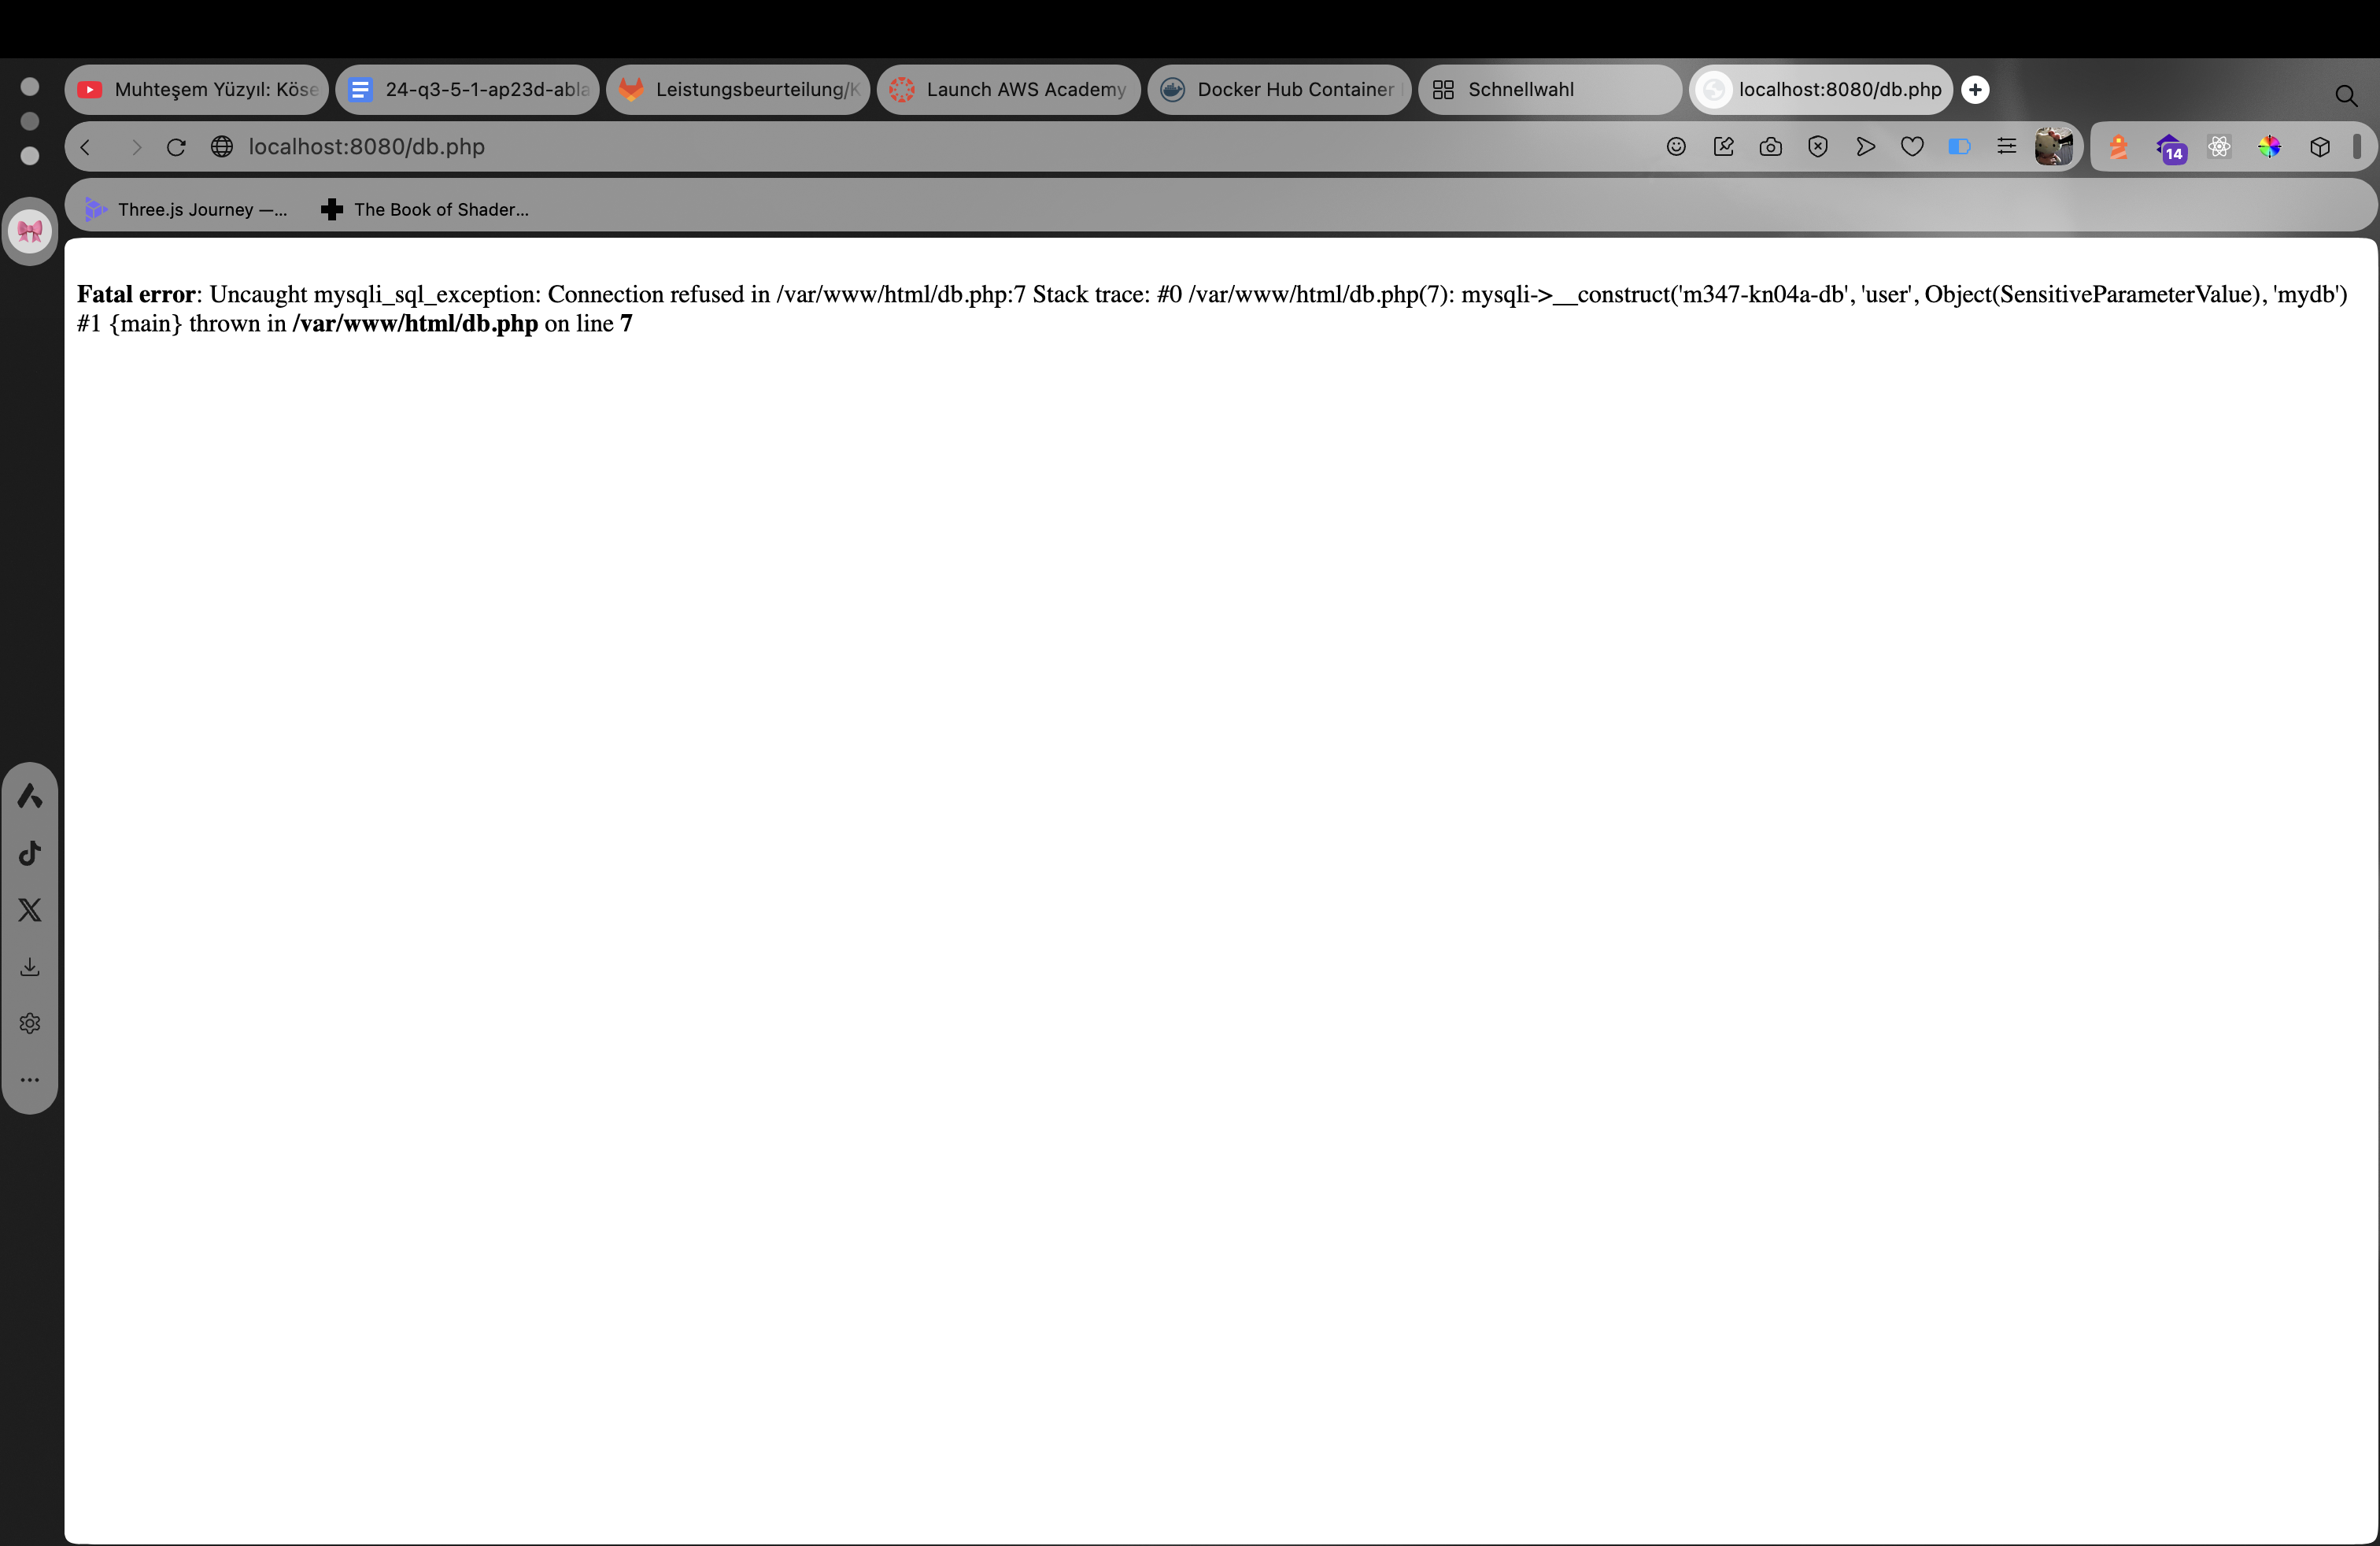 Muhteşem Yüzyıl: Köse
24-q3-5-1-ap23d-abla
Leistungsbeurteilung/K
Launch AWS Academy
Docker Hub Container
Schnellwahl
localhost:8080/db.php
localhost:8080/db.php
14
Three.js Journey —...
The Book of Shader...
Fatal error: Uncaught mysqli_sql_exception: Connection refused in /var/www/html/db.php:7 Stack trace: #0 /var/www/html/db.php(7): mysqli->__construct('m347-kn04a-db', 'user', Object(SensitiveParameterValue), 'mydb')
#1 {main} thrown in /var/www/html/db.php on line 7